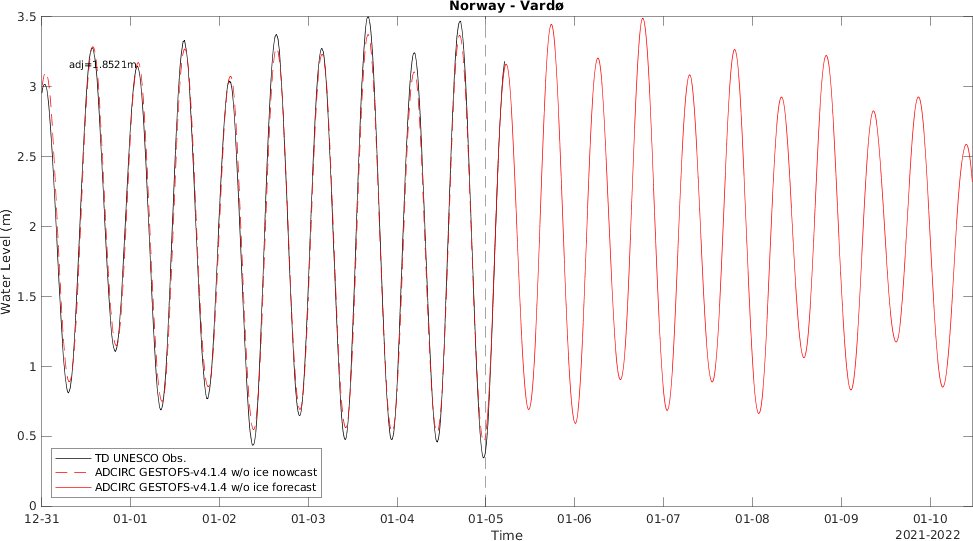 Norway - Vardø
3.5
adj=1.8521m
3
2.5
2
Water Level (m)
1.5
1
0.5
TD UNESCO Obs.
ADCIRC GESTOFS-v4.1.4 w/o ice nowcast
ADCIRC GESTOFS-v4.1.4 w/o ice forecast
0
12-31 01-01 01-02 01-03 01-04 01-05 01-06 01-07 01-08 01-09 01-10
Time
2021-2022